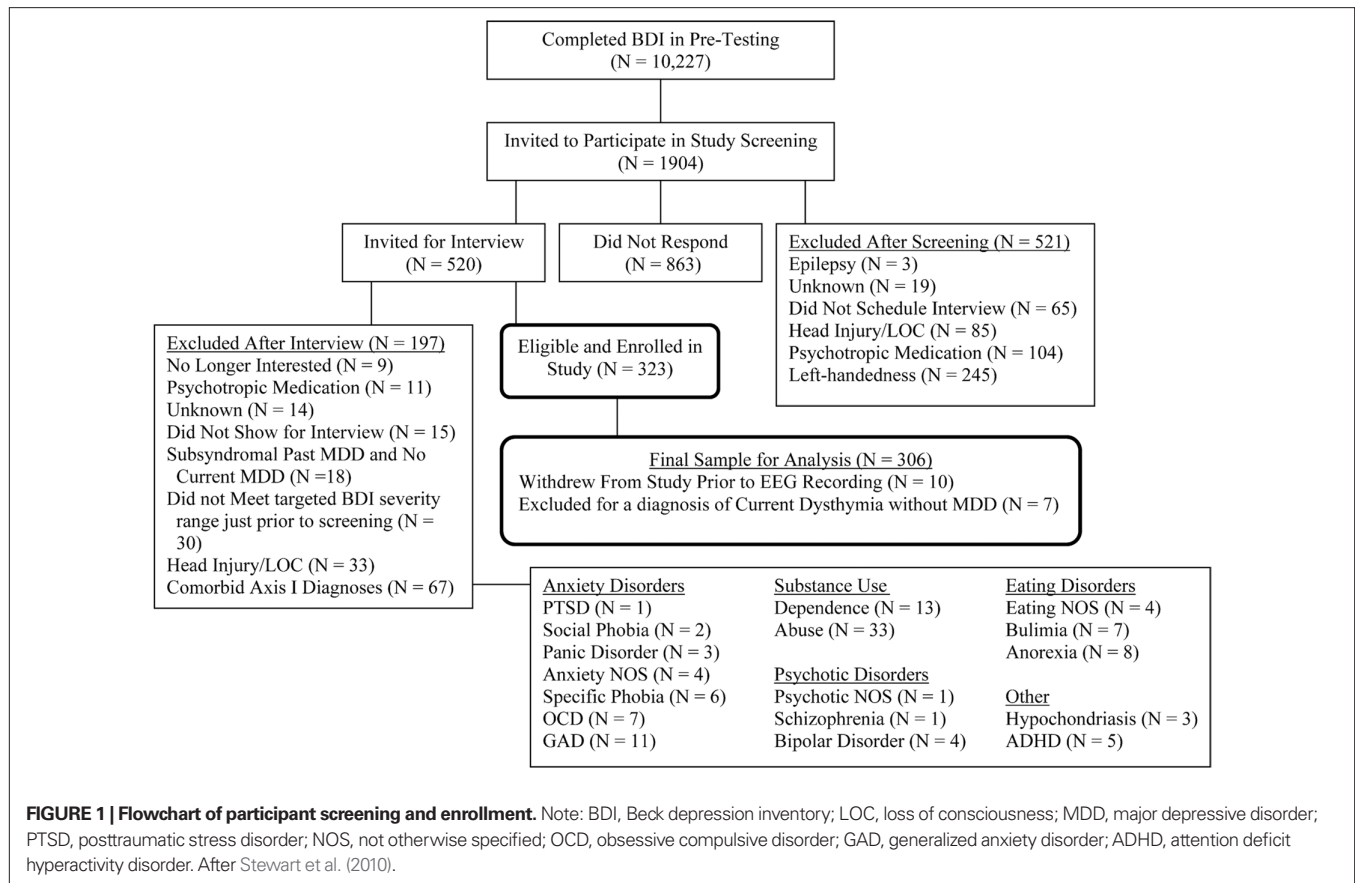 Completed BDI in Pre-Testing
(N = 10,227)
Invited to Participate in Study Screening
(N = 1904)
Invited for Interview
(N = 520)
Did Not Respond
(N = 863)
Excluded After Screening (N = 521)
Epilepsy (N = 3)
Unknown (N = 19)
Did Not Schedule Interview (N = 65)
Head Injury/LOC (N = 85)
Psychotropic Medication (N = 104)
Left-handedness (N = 245)
Excluded After Interview (N = 197)
No Longer Interested (N = 9)
Psychotropic Medication (N = 11)
Unknown (N = 14)
Did Not Show for Interview (N = 15)
Subsyndromal Past MDD and No
Current MDD (N =18)
Did not Meet targeted BDI severity
range just prior to screening (N =
30)
Head Injury/LOC (N = 33)
Comorbid Axis I Diagnoses (N = 67)
Eligible and Enrolled in
Study (N = 323)
Final Sample for Analysis (N = 306)
Withdrew From Study Prior to EEG Recording (N = 10)
Excluded for a diagnosis of Current Dysthymia without MDD (N = 7)
Anxiety Disorders
PTSD (N = 1)
Social Phobia (N = 2)
Panic Disorder (N = 3)
Anxiety NOS (N = 4)
Specific Phobia (N = 6)
OCD (N = 7)
GAD (N = 11)
Substance Use
Dependence (N = 13)
Abuse (N = 33)
Psychotic Disorders
Psychotic NOS (N = 1)
Schizophrenia (N = 1)
Bipolar Disorder (N = 4)
Eating Disorders
Eating NOS (N = 4)
Bulimia (N = 7)
Anorexia (N = 8)
Other
Hypochondriasis (N = 3)
ADHD (N = 5)
FIGURE 1 | Flowchart of participant screening and enrollment. Note: BDI, Beck depression inventory; LOC, loss of consciousness; MDD, major depressive disorder;
PTSD, posttraumatic stress disorder; NOS, not otherwise specified; OCD, obsessive compulsive disorder; GAD, generalized anxiety disorder; ADHD, attention deficit
hyperactivity disorder. After Stewart et al. (2010).